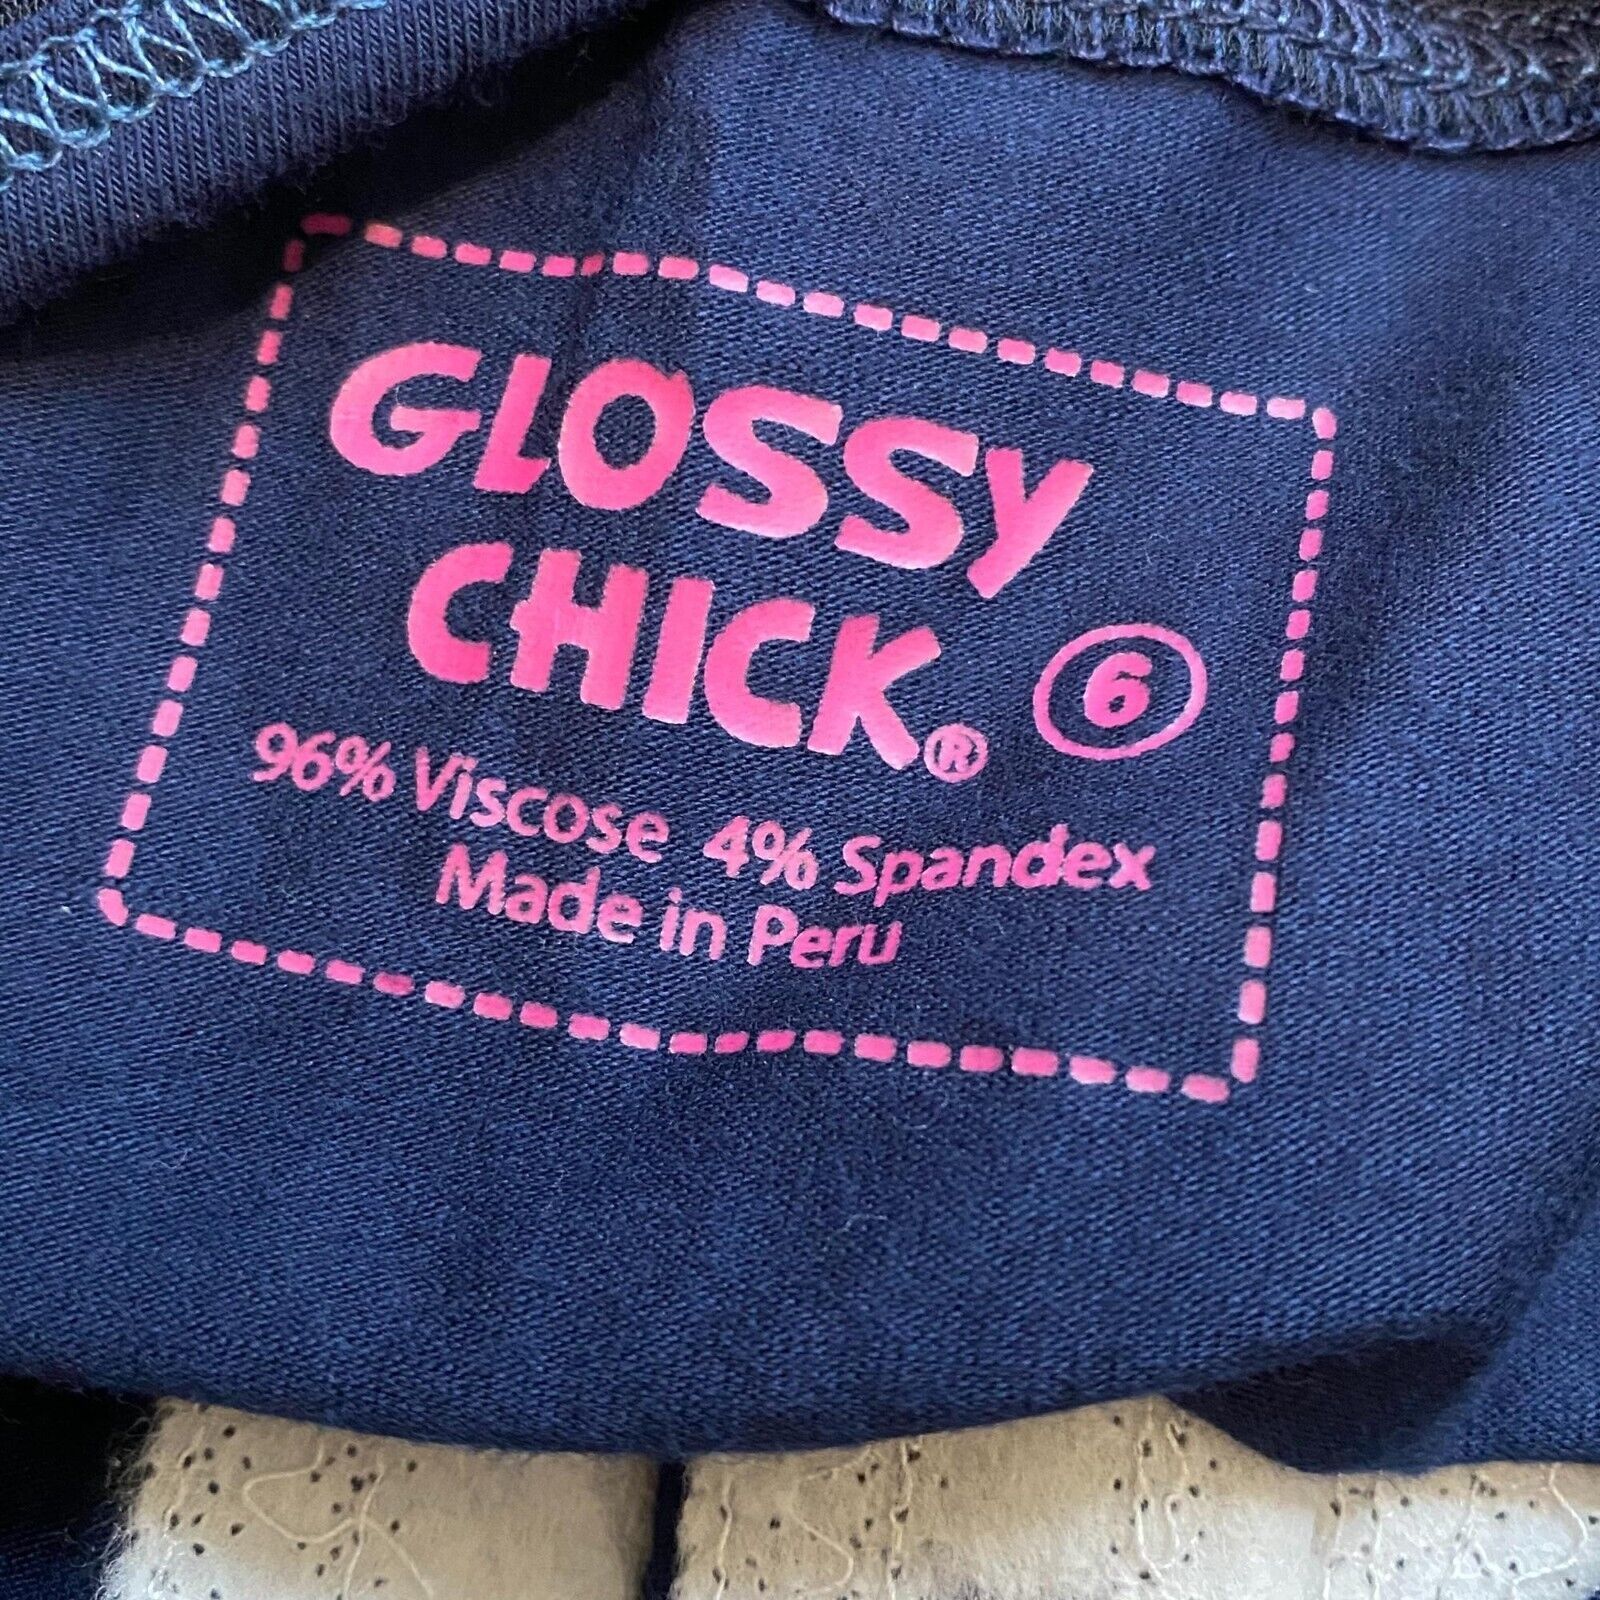 GLOSSY
CHICK® 6
96% Viscose 4% Spandex
Made in Peru